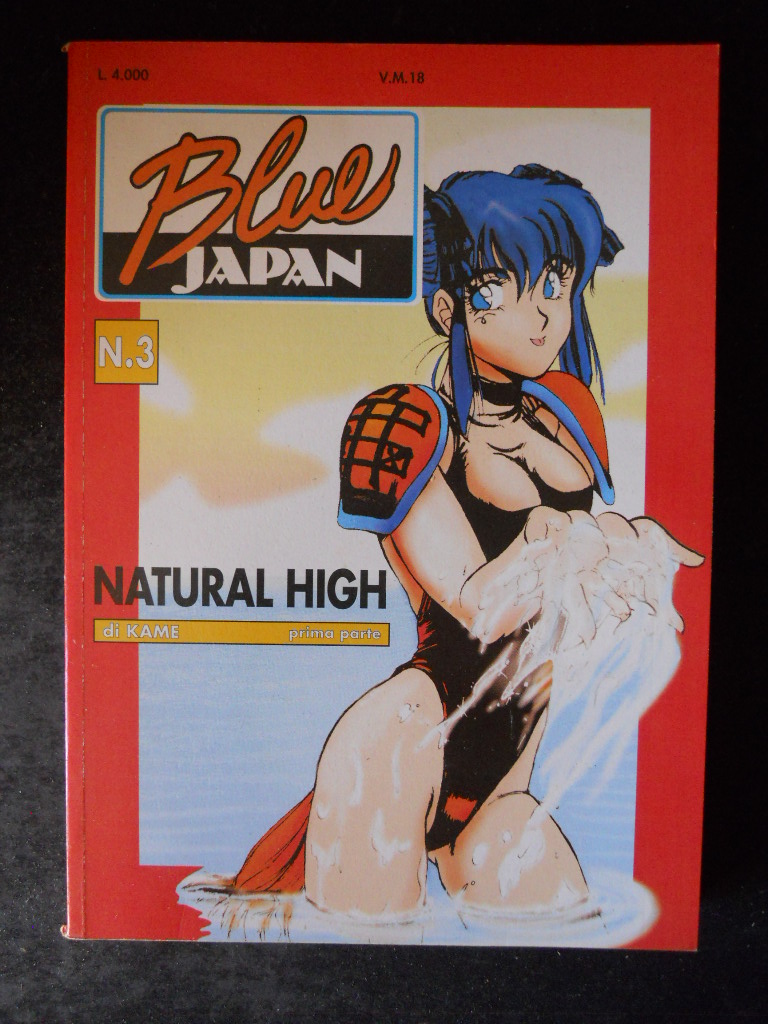 L. 4.000
V.M.18
Blue
JAPAN
N.3
NATURAL HIGH
di KAME
prima parte